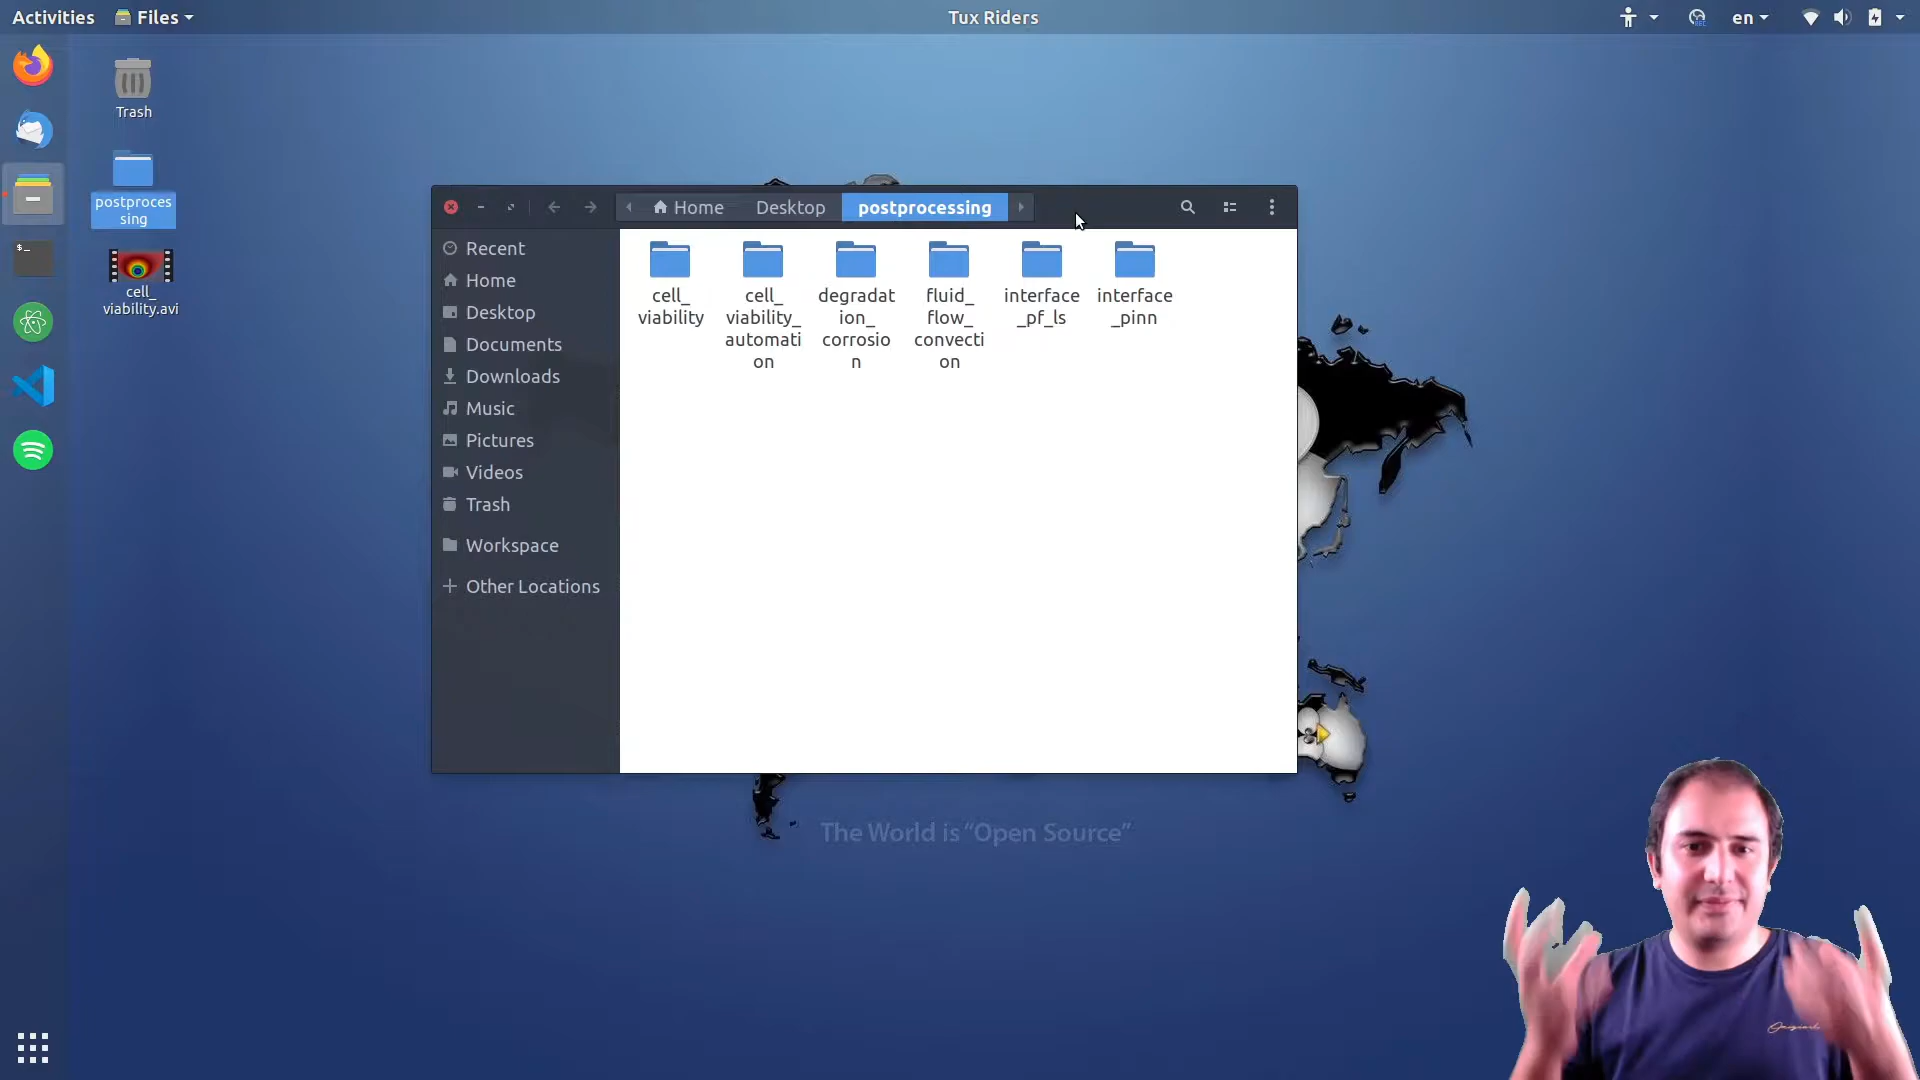 Activities
Files
Tux Riders
en
Trash
postproces
sing
cell_
viability.avi
Home
Desktop
postprocessing
Recent
Home
Desktop
Documents
Downloads
Music
Pictures
Videos
Trash
Workspace
Other Locations
cell_
viability
cell_
viability_
automati
on
degradat
ion_
corrosio
n
fluid_
flow_
convecti
on
interface
_pf_ls
interface
_pinn
The World is “Open Source”